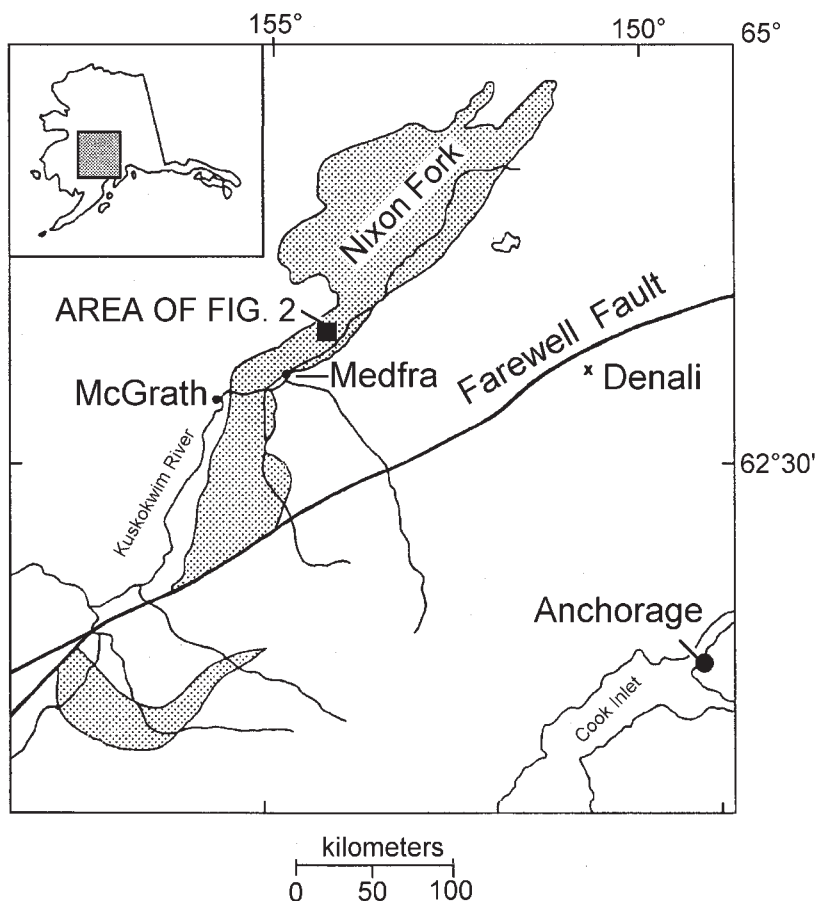 155°
150°
65°
Nixon Fork
AREA OF FIG. 2
Farewell Fault
Medfra
x Denali
McGrath
62°30'
Kuskokwim River
Anchorage
Cook Inlet
kilometers
0 50 100